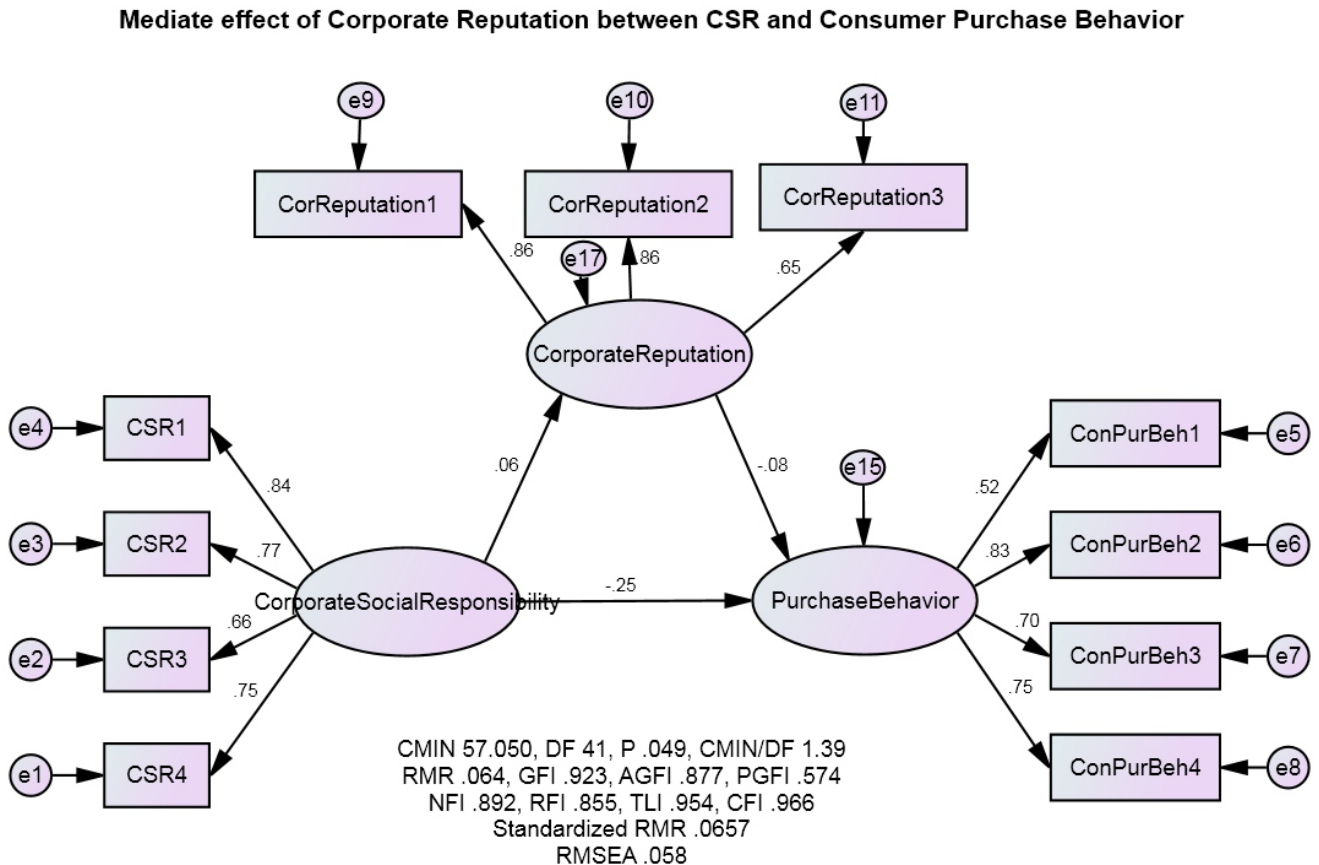 Mediate effect of Corporate Reputation between CSR and Consumer Purchase Behavior
e9
e10
e11
CorReputation1
CorReputation2
CorReputation3
.86
e17
.86
.65
CorporateReputation
e4
CSR1
.84
.06
-.08
e15
.52
ConPurBeh1
e5
e3
CSR2
.77
.83
ConPurBeh2
e6
CorporateSocialResponsibility
-.25
PurchaseBehavior
e2
CSR3
.66
.70
ConPurBeh3
e7
.75
.75
e1
CSR4
ConPurBeh4
e8
CMIN 57.050, DF 41, P .049, CMIN/DF 1.39
RMR .064, GFI .923, AGFI .877, PGFI .574
NFI .892, RFI .855, TLI .954, CFI .966
Standardized RMR .0657
RMSEA .058